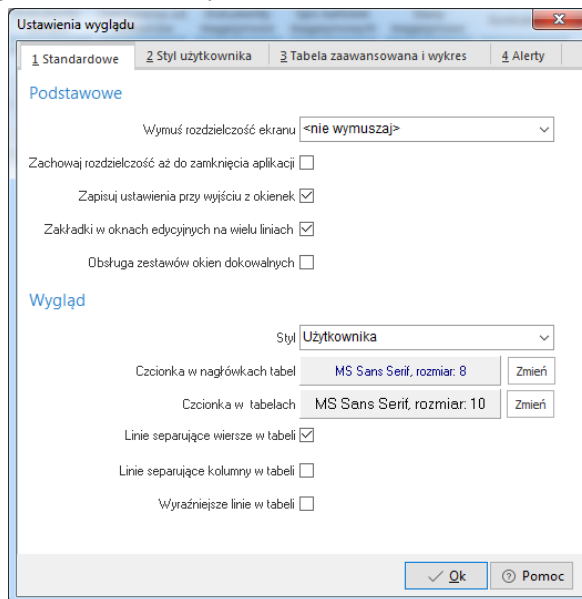 Ustawienia wyglądu
1 Standardowe 2 Styl użytkownika 3 Tabela zaawansowana i wykres 4 Alerty
Podstawowe
Wymuś rozdzielczość ekranu <nie wymuszaj>
Zachowaj rozdzielczość aż do zamknięcia aplikacji
Zapisuj ustawienia przy wyjściu z okienek
Zakładki w oknach edycyjnych na wielu liniach
Obsługa zestawów okien dokowalnych
Wygląd
Styl Użytkownika
Czcionka w nagłówkach tabel MS Sans Serif, rozmiar: 8 Zmień
Czcionka w tabelach MS Sans Serif, rozmiar: 10 Zmień
Linie separujące wiersze w tabeli
Linie separujące kolumny w tabeli
Wyraźniejsze linie w tabeli
Ok Pomoc